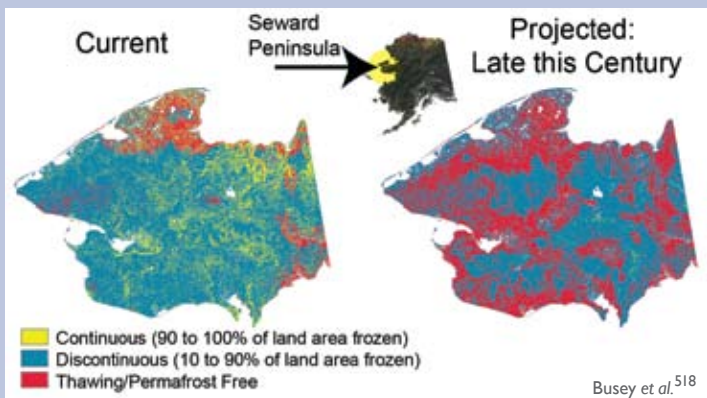 Current
Seward
Peninsula
Projected:
Late this Century
Continuous (90 to 100% of land area frozen)
Discontinuous (10 to 90% of land area frozen)
Thawing/Permafrost Free
Busey et al.518